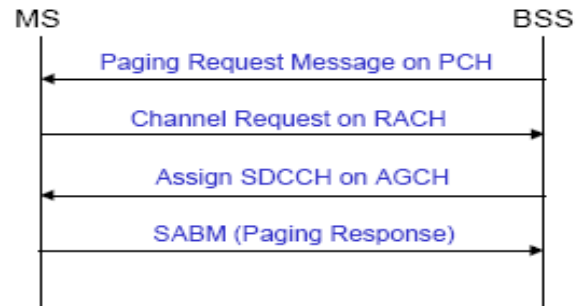 MS
BSS
Paging Request Message on PCH
Channel Request on RACH
Assign SDCCH on AGCH
SABM (Paging Response)